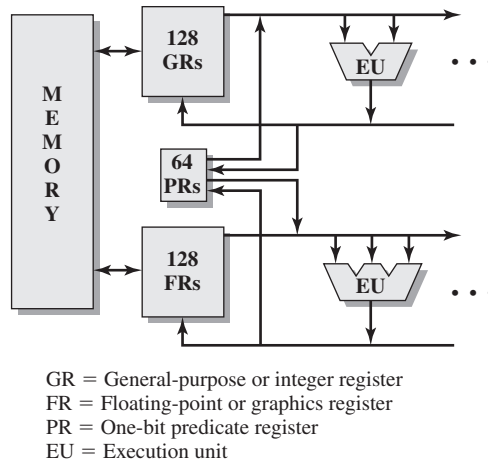 128
GRs
EU
M
E
M
O
R
Y
64
PRs
128
FRs
EU
GR = General-purpose or integer register
FR = Floating-point or graphics register
PR = One-bit predicate register
EU = Execution unit